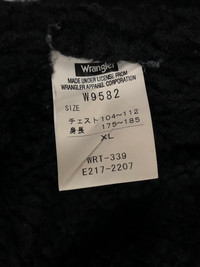 Wrangler
MADE UNDER LICENSE FROM
WRANGLER APPAREL CORPORATION
W9582
SIZE
チェスト104～112
身長 175～185
XL
WRT-339
E217-2207